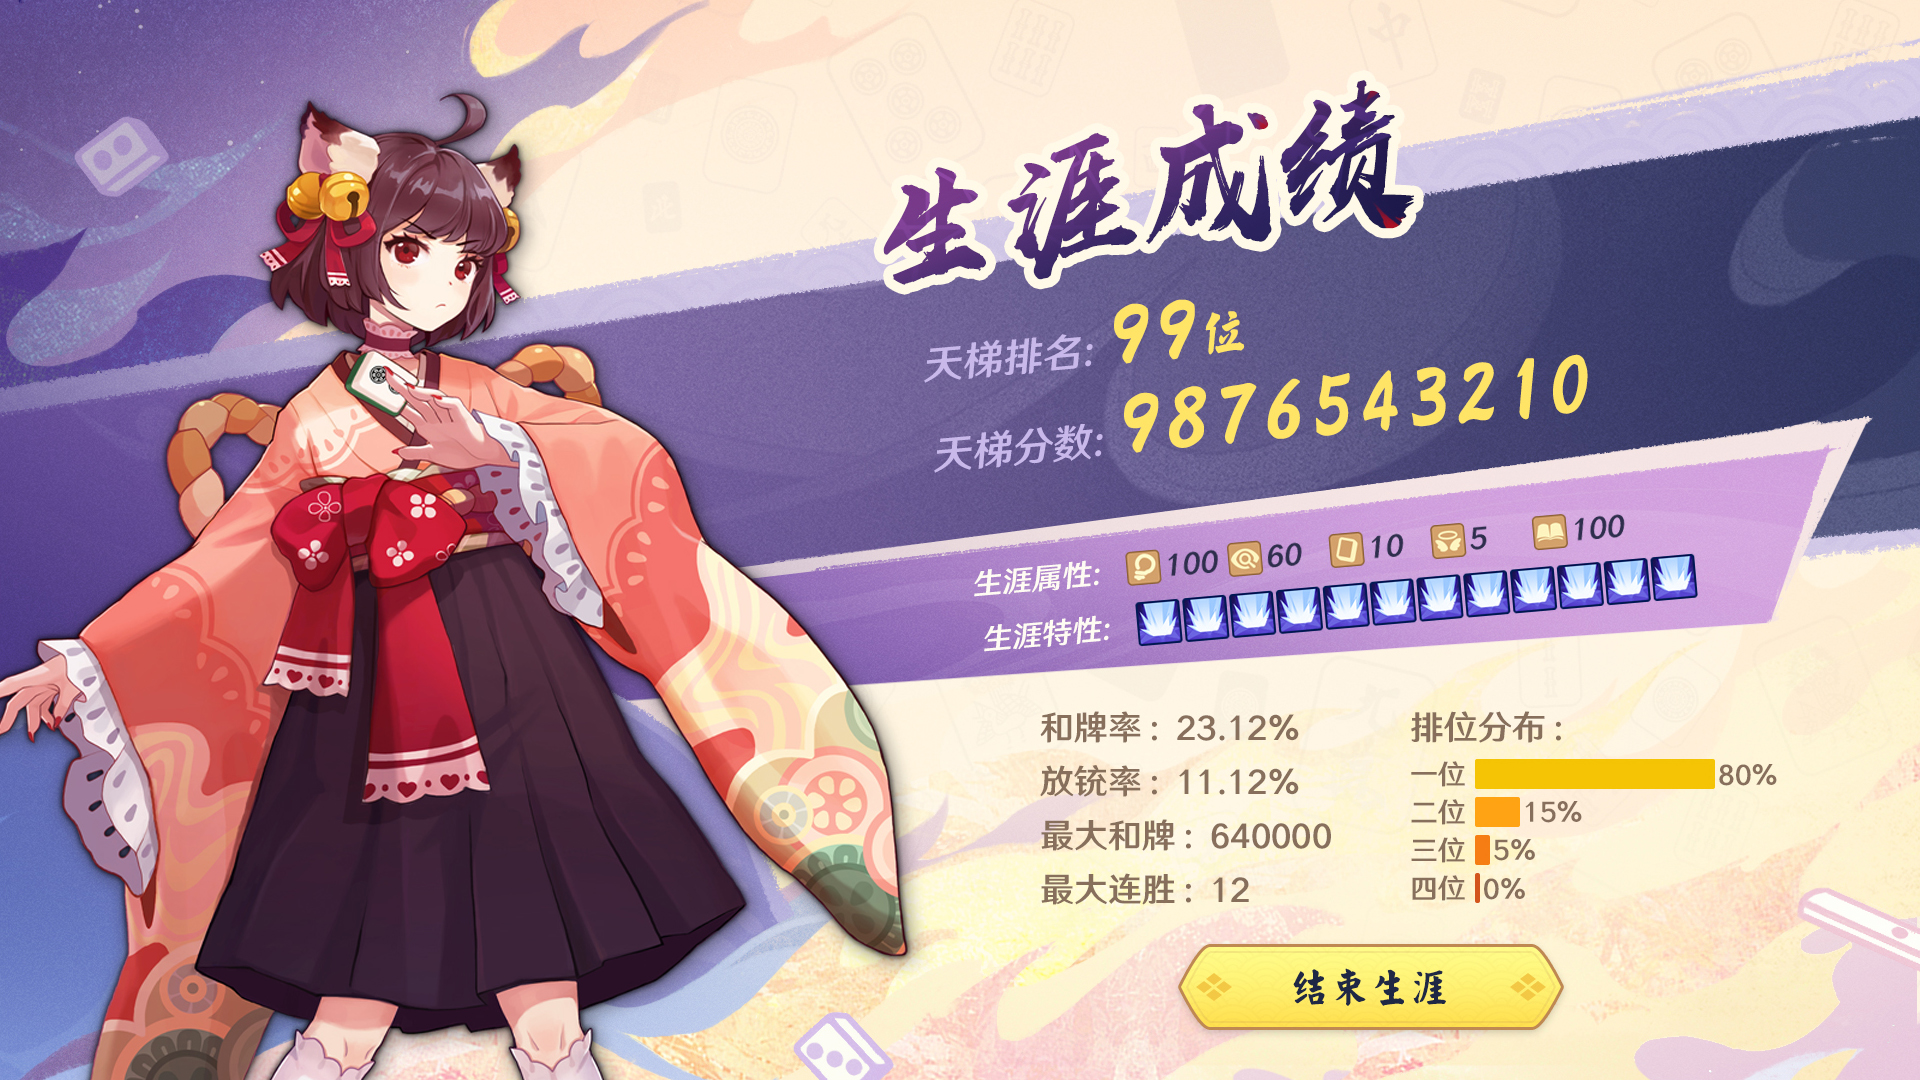 生涯成绩
天梯排名: 99位
天梯分数: 9876543210
生涯属性: 100 60 10 5 100
生涯特性:
和牌率: 23.12%
放铳率: 11.12%
最大和牌: 640000
最大连胜: 12
排位分布:
一位 80%
二位 15%
三位 5%
四位 0%
结束生涯